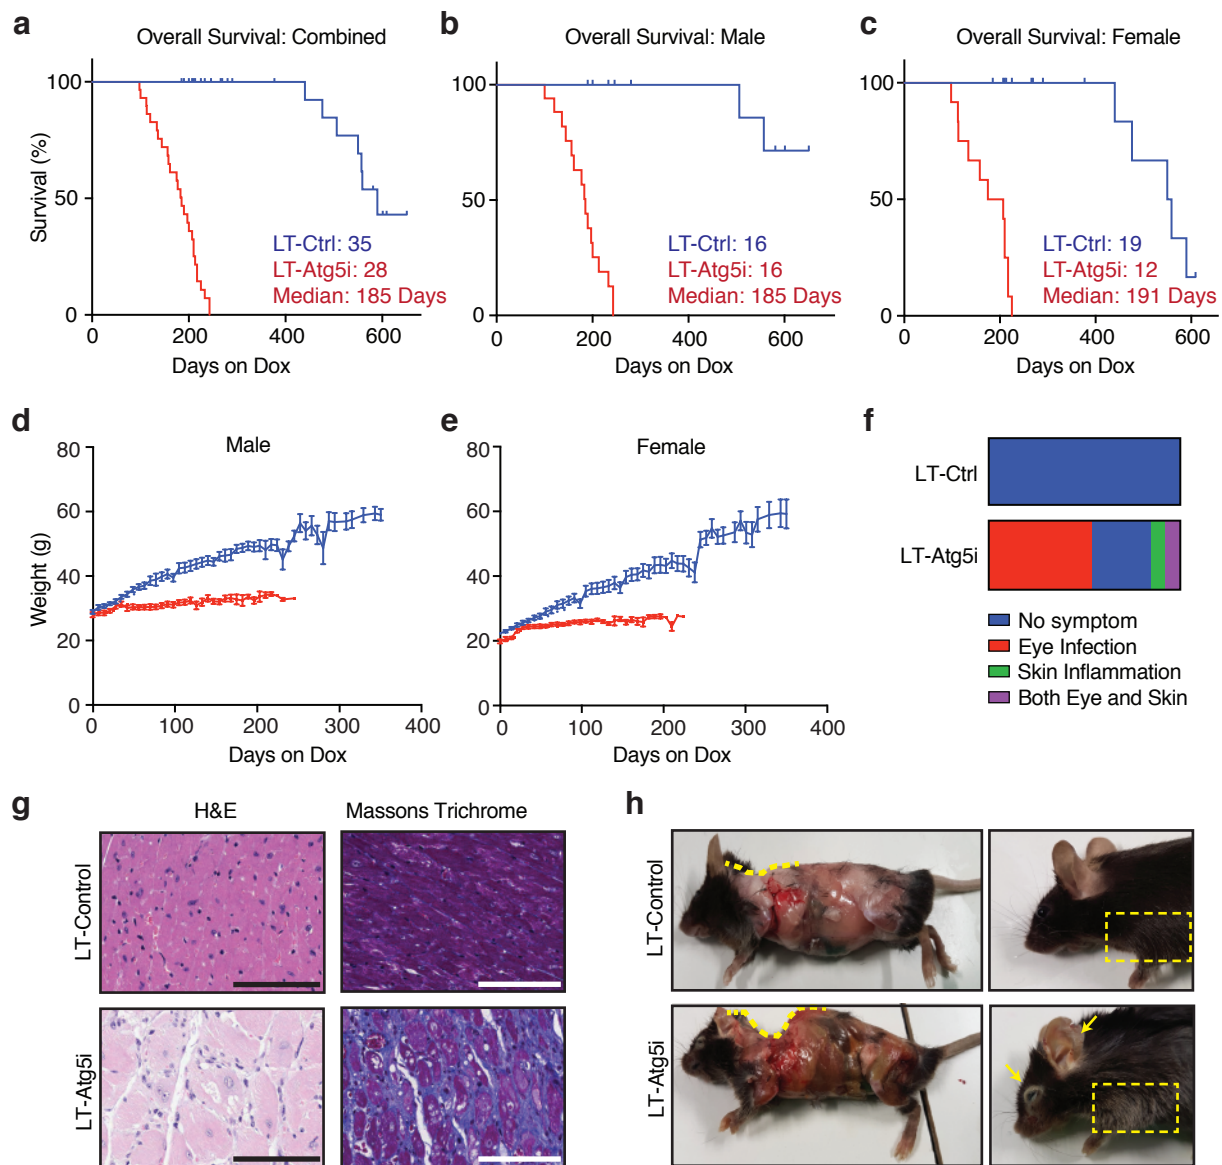 a
Overall Survival: Combined
Survival (%)
100
50
0
LT-Ctrl: 35
LT-Atg5i: 28
Median: 185 Days
0 200 400 600
Days on Dox
b
Overall Survival: Male
100
50
0
LT-Ctrl: 16
LT-Atg5i: 16
Median: 185 Days
0 200 400 600
Days on Dox
c
Overall Survival: Female
100
50
0
LT-Ctrl: 19
LT-Atg5i: 12
Median: 191 Days
0 200 400 600
Days on Dox
d
Male
Weight (g)
80
60
40
20
0
0 100 200 300 400
Days on Dox
e
Female
80
60
40
20
0
0 100 200 300 400
Days on Dox
f
LT-Ctrl
LT-Atg5i
No symptom
Eye Infection
Skin Inflammation
Both Eye and Skin
g
H&E
Massons Trichrome
LT-Control
LT-Atg5i
h
LT-Control
LT-Atg5i